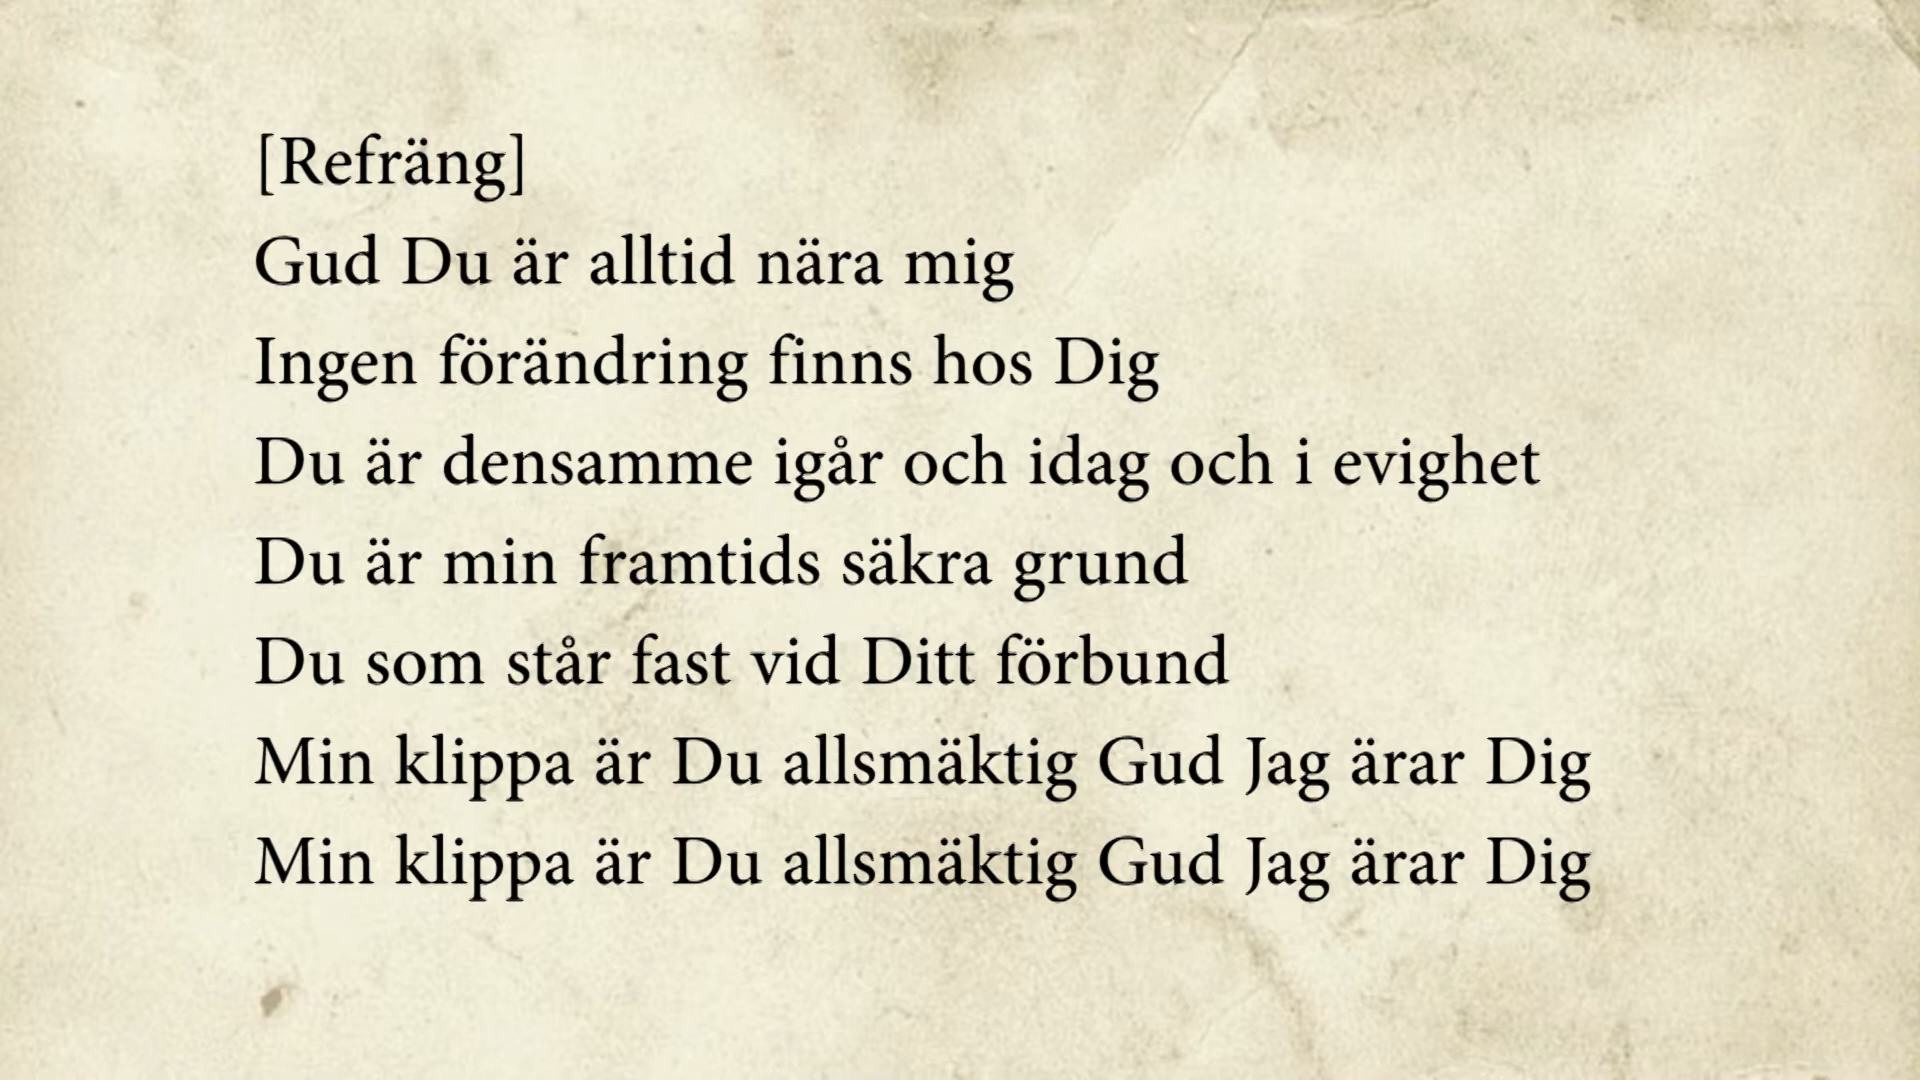 [Refräng]
Gud Du är alltid nära mig
Ingen förändring finns hos Dig
Du är densamme igår och idag och i evighet
Du är min framtids säkra grund
Du som står fast vid Ditt förbund
Min klippa är Du allsmäktig Gud Jag ärar Dig
Min klippa är Du allsmäktig Gud Jag ärar Dig